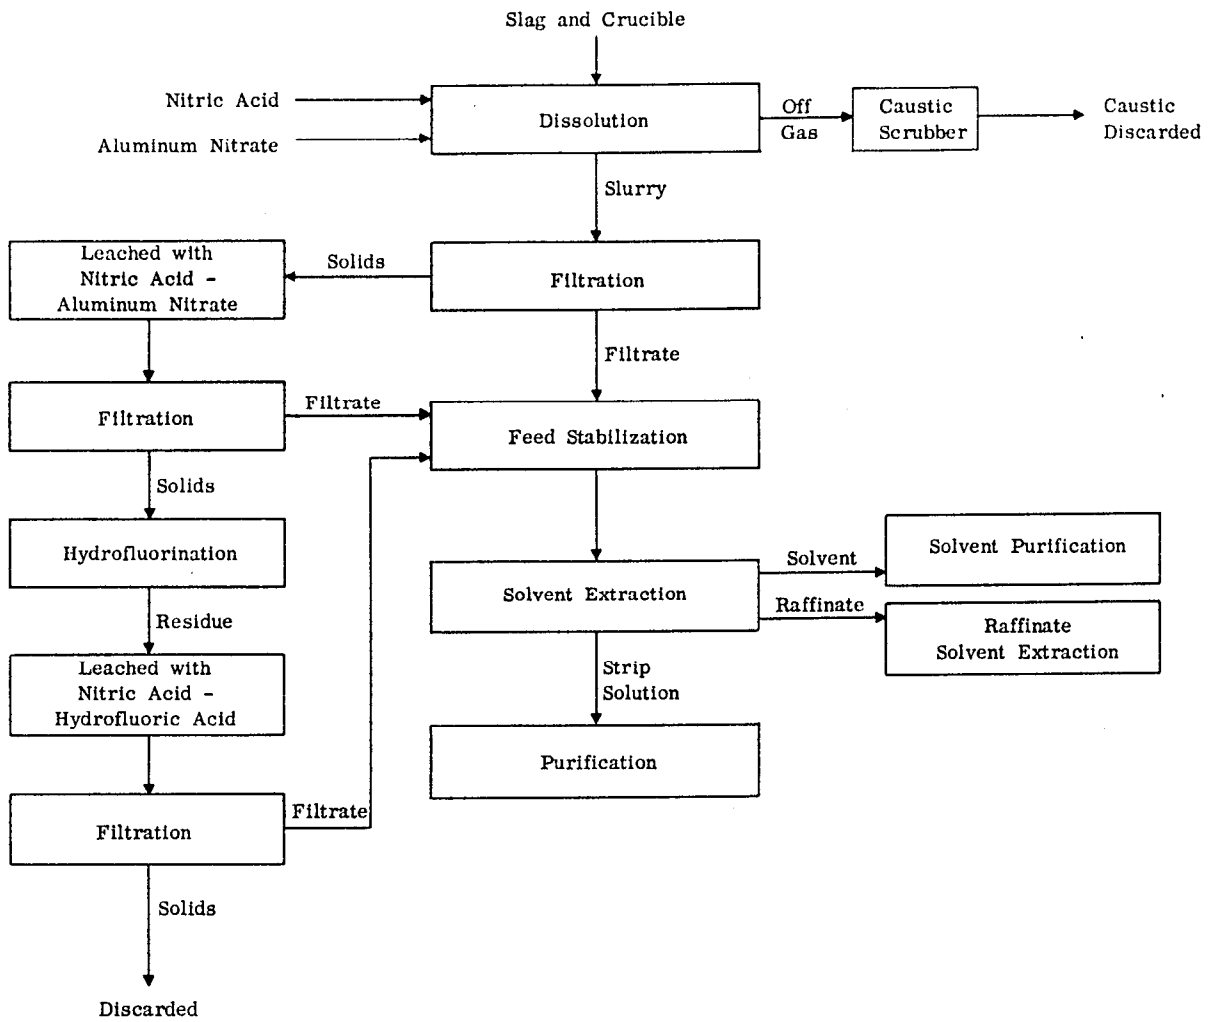 Slag and Crucible
Nitric Acid
Aluminum Nitrate
Dissolution
Off
Gas
Caustic
Scrubber
Caustic
Discarded
Slurry
Leached with
Nitric Acid -
Aluminum Nitrate
Solids
Filtration
Filtrate
Filtration
Filtrate
Feed Stabilization
Solids
Hydrofluorination
Solvent Extraction
Solvent
Solvent Purification
Raffinate
Raffinate
Solvent Extraction
Residue
Leached with
Nitric Acid -
Hydrofluoric Acid
Strip
Solution
Purification
Filtration
Filtrate
Solids
Discarded